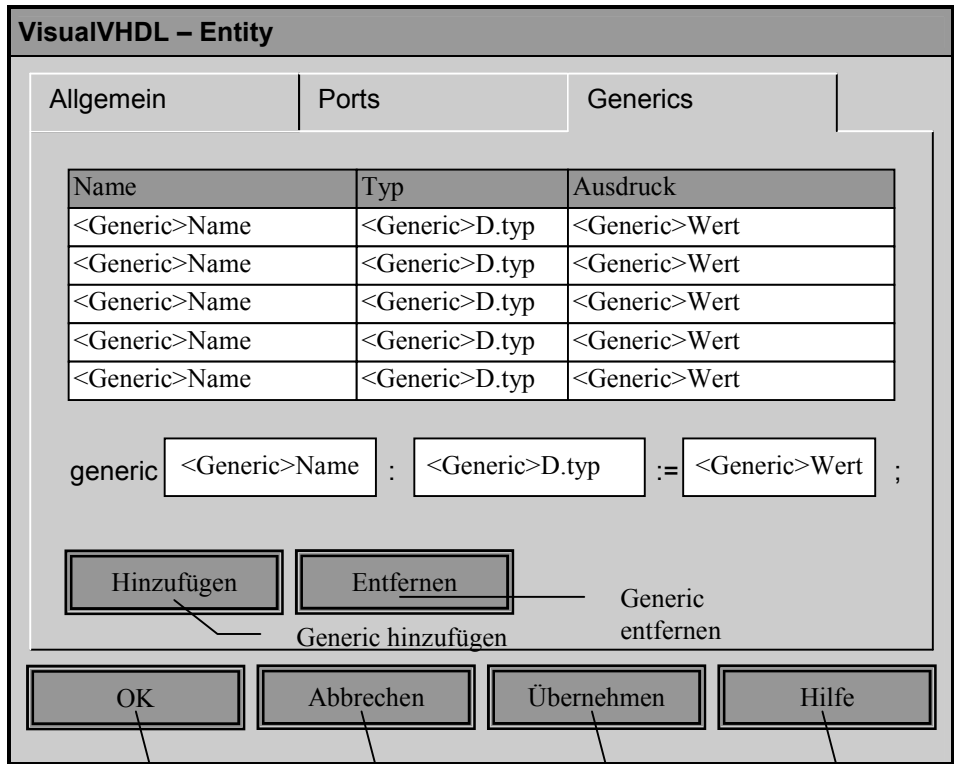 VisualVHDL – Entity
Allgemein Ports Generics
Name Typ Ausdruck
<Generic>Name <Generic>D.typ <Generic>Wert
<Generic>Name <Generic>D.typ <Generic>Wert
<Generic>Name <Generic>D.typ <Generic>Wert
<Generic>Name <Generic>D.typ <Generic>Wert
<Generic>Name <Generic>D.typ <Generic>Wert
generic <Generic>Name : <Generic>D.typ := <Generic>Wert ;
Hinzufügen Entfernen
Generic
entfernen
Generic hinzufügen
OK Abbrechen Übernehmen Hilfe